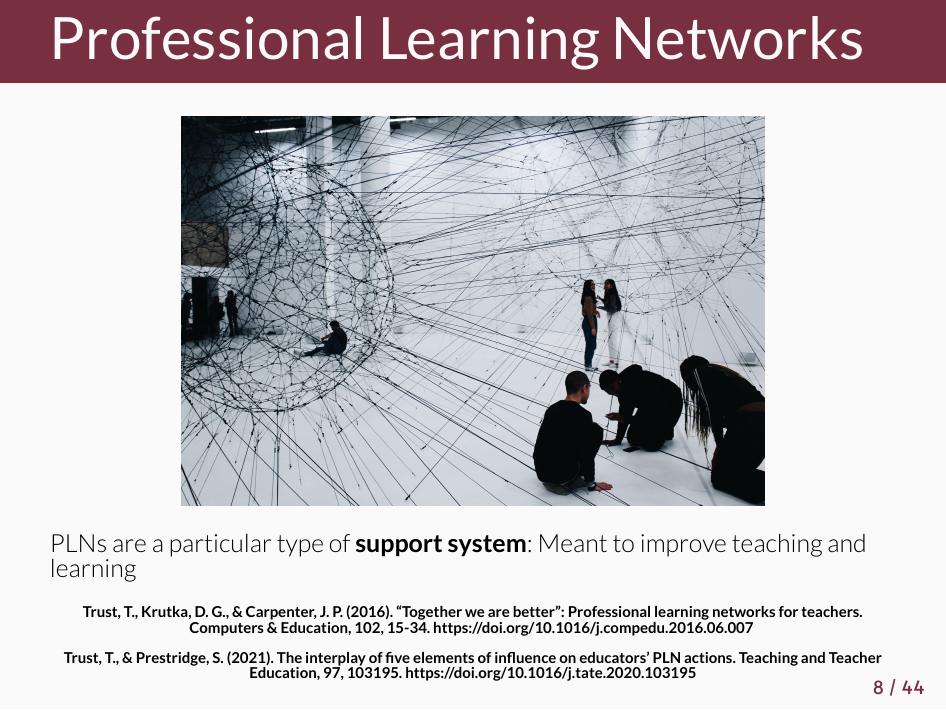 Professional Learning Networks
PLNs are a particular type of support system: Meant to improve teaching and
learning
Trust, T., Krutka, D. G., & Carpenter, J. P. (2016). “Together we are better”: Professional learning networks for teachers.
Computers & Education, 102, 15-34. https://doi.org/10.1016/j.compedu.2016.06.007
Trust, T., & Prestridge, S. (2021). The interplay of five elements of influence on educators’ PLN actions. Teaching and Teacher
Education, 97, 103195. https://doi.org/10.1016/j.tate.2020.103195
8 / 44